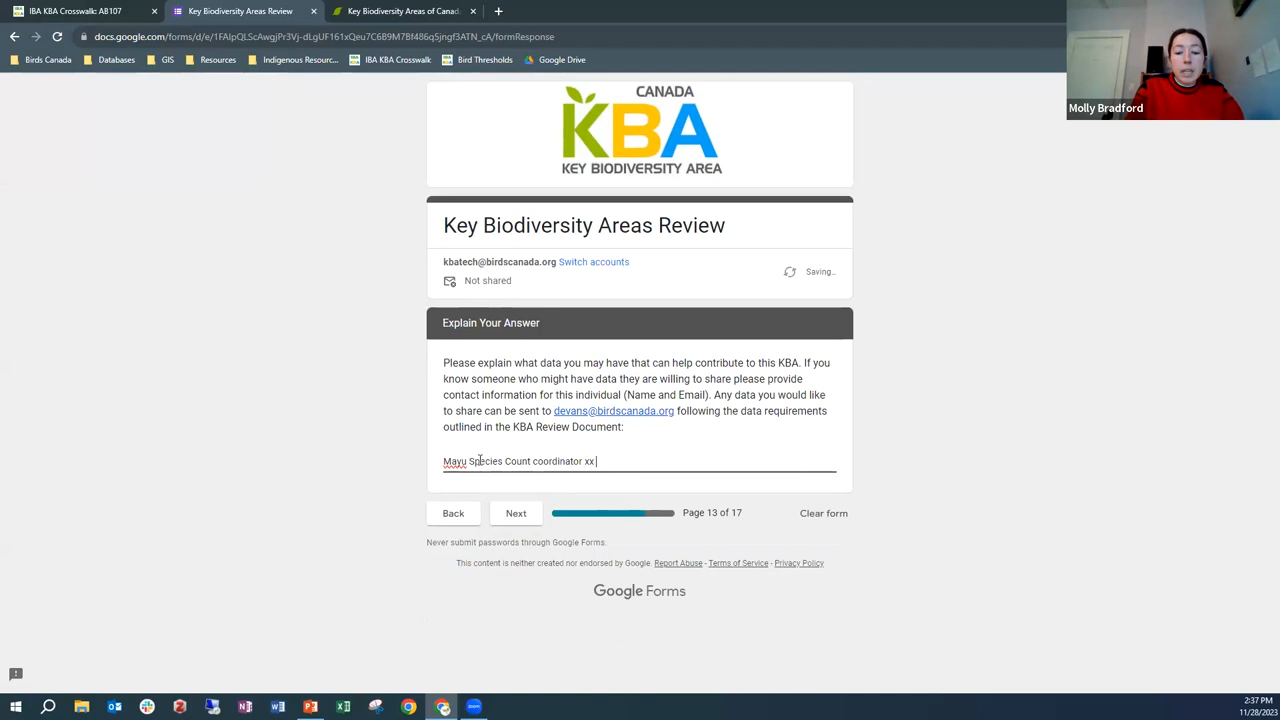 IBA KBA Crosswalk: AB107
Key Biodiversity Areas Review
Key Biodiversity Areas of Canad
docs.google.com/forms/d/e/1FAIpQLScAwgjPr3Vj-dLgUF161xQeu7C6B9M7Bf486q5jngf3ATN_cA/formResponse
Birds Canada
Databases
GIS
Resources
Indigenous Resourc...
IBA KBA Crosswalk
Bird Thresholds
Google Drive
Molly Bradford
CANADA
KBA
KEY BIODIVERSITY AREA
Key Biodiversity Areas Review
kbatech@birdscanada.org Switch accounts
Not shared
Saving...
Explain Your Answer
Please explain what data you may have that can help contribute to this KBA. If you
know someone who might have data they are willing to share please provide
contact information for this individual (Name and Email). Any data you would like
to share can be sent to devans@birdscanada.org following the data requirements
outlined in the KBA Review Document:
Mayu Species Count coordinator xx
Back
Next
Page 13 of 17
Clear form
Never submit passwords through Google Forms.
This content is neither created nor endorsed by Google. Report Abuse - Terms of Service - Privacy Policy
Google Forms
2:37 PM
11/28/2023